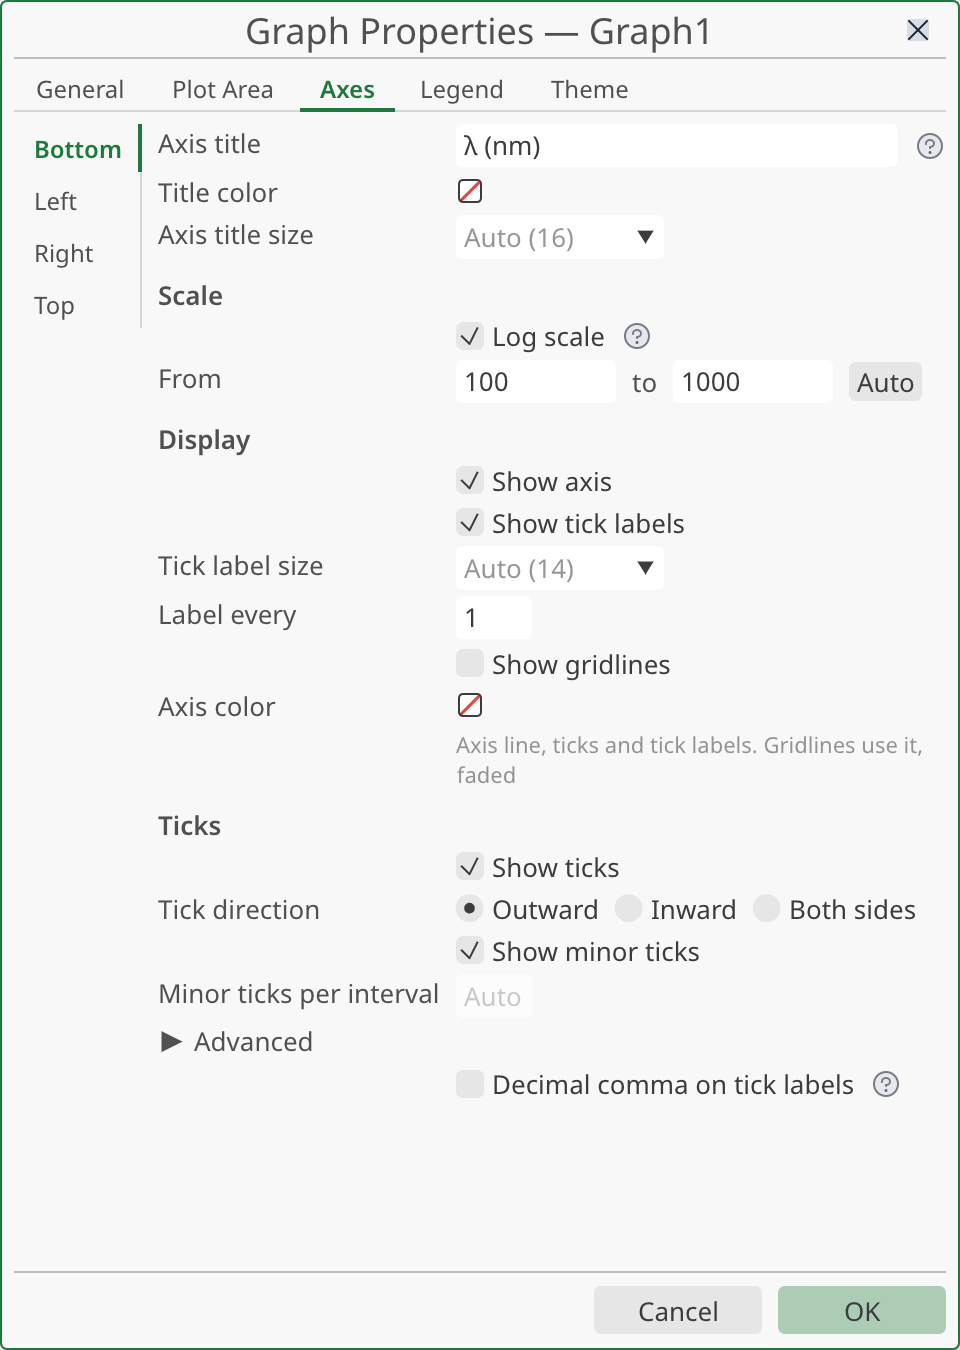 Graph Properties — Graph1
General Plot Area Axes Legend Theme
Bottom
Left
Right
Top
Axis title λ (nm)
Title color
Axis title size Auto (16)
Scale
Log scale
From 100 to 1000 Auto
Display
Show axis
Show tick labels
Tick label size Auto (14)
Label every 1
Show gridlines
Axis color
Axis line, ticks and tick labels. Gridlines use it,
faded
Ticks
Show ticks
Tick direction Outward Inward Both sides
Show minor ticks
Minor ticks per interval Auto
Advanced
Decimal comma on tick labels
Cancel OK